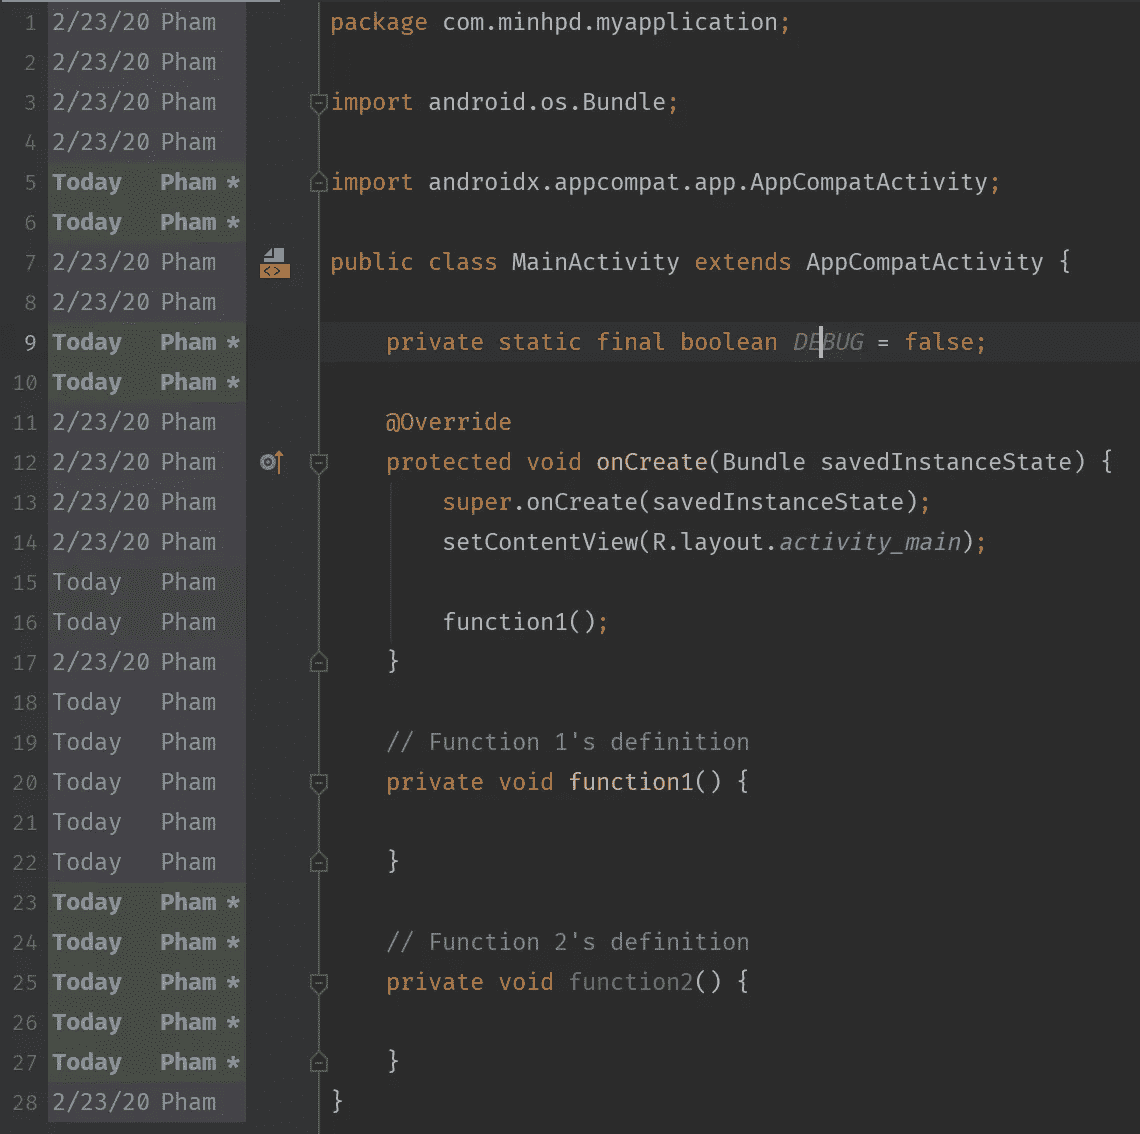 1 2/23/20 Pham package com.minhpd.myapplication;
2 2/23/20 Pham
3 2/23/20 Pham import android.os.Bundle;
4 2/23/20 Pham
5 Today Pham * import androidx.appcompat.app.AppCompatActivity;
6 Today Pham *
7 2/23/20 Pham <> public class MainActivity extends AppCompatActivity {
8 2/23/20 Pham
9 Today Pham * private static final boolean DEBUG = false;
10 Today Pham *
11 2/23/20 Pham @Override
12 2/23/20 Pham protected void onCreate(Bundle savedInstanceState) {
13 2/23/20 Pham super.onCreate(savedInstanceState);
14 2/23/20 Pham setContentView(R.layout.activity_main);
15 Today Pham
16 Today Pham function1();
17 2/23/20 Pham }
18 Today Pham
19 Today Pham // Function 1's definition
20 Today Pham private void function1() {
21 Today Pham
22 Today Pham }
23 Today Pham *
24 Today Pham * // Function 2's definition
25 Today Pham * private void function2() {
26 Today Pham *
27 Today Pham * }
28 2/23/20 Pham }